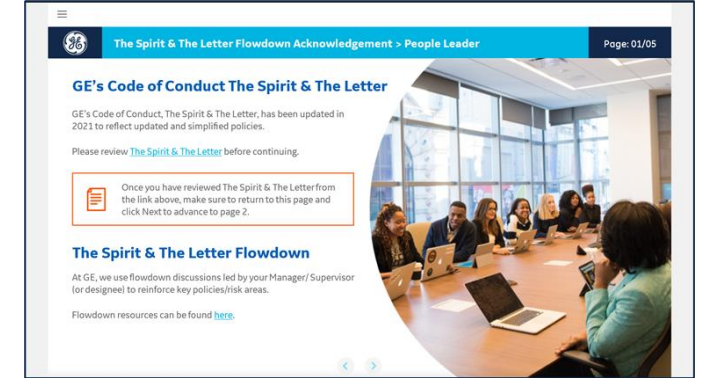 The Spirit & The Letter Flowdown Acknowledgement > People Leader
Page: 01/05
GE's Code of Conduct The Spirit & The Letter
GE's Code of Conduct, The Spirit & The Letter, has been updated in
2021 to reflect updated and simplified policies.
Please review The Spirit & The Letter before continuing.
Once you have reviewed The Spirit & The Letter from
the link above, make sure to return to this page and
click Next to advance to page 2.
The Spirit & The Letter Flowdown
At GE, we use flowdown discussions led by your Manager/ Supervisor
(or designee) to reinforce key policies/risk areas.
Flowdown resources can be found here.